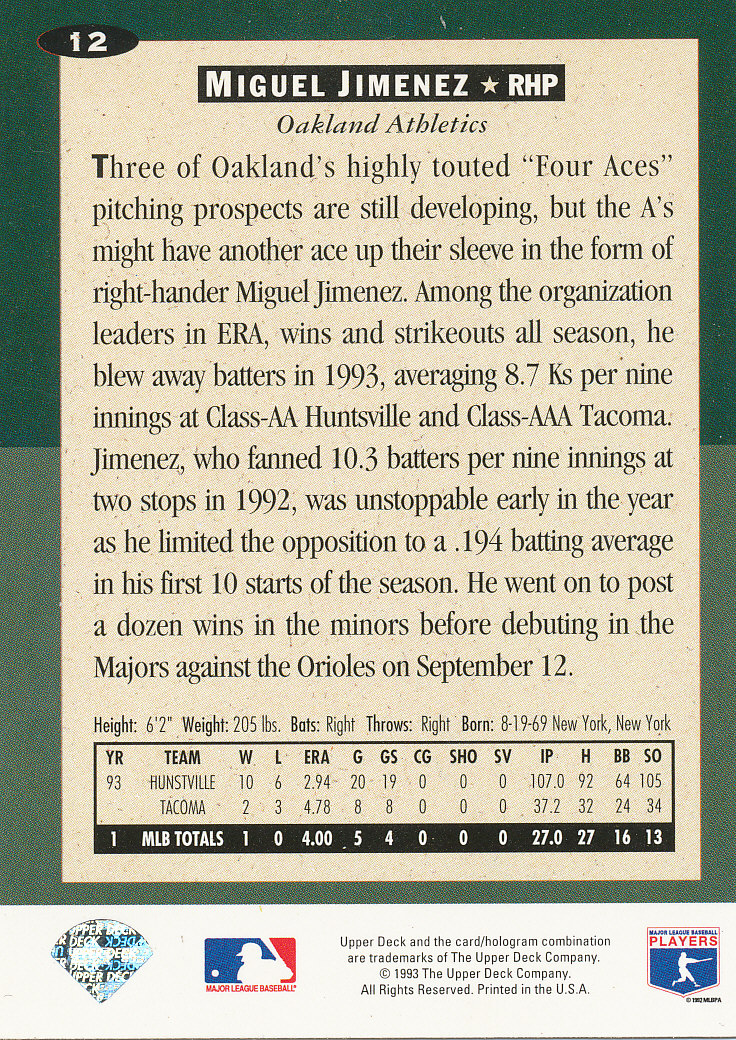 12
MIGUEL JIMENEZ ★ RHP
Oakland Athletics
Three of Oakland's highly touted “Four Aces”
pitching prospects are still developing, but the A's
might have another ace up their sleeve in the form of
right-hander Miguel Jimenez. Among the organization
leaders in ERA, wins and strikeouts all season, he
blew away batters in 1993, averaging 8.7 Ks per nine
innings at Class-AA Huntsville and Class-AAA Tacoma.
Jimenez, who fanned 10.3 batters per nine innings at
two stops in 1992, was unstoppable early in the year
as he limited the opposition to a .194 batting average
in his first 10 starts of the season. He went on to post
a dozen wins in the minors before debuting in the
Majors against the Orioles on September 12.
Height: 6'2" Weight: 205 lbs. Bats: Right Throws: Right Born: 8-19-69 New York, New York
YR TEAM W L ERA G GS CG SHO SV IP H BB SO
93 HUNSTVILLE 10 6 2.94 20 19 0 0 0 107.0 92 64 105
TACOMA 2 3 4.78 8 8 0 0 0 37.2 32 24 34
1 MLB TOTALS 1 0 4.00 5 4 0 0 0 27.0 27 16 13
UPPER DECK
MAJOR LEAGUE BASEBALL®
Upper Deck and the card/hologram combination
are trademarks of The Upper Deck Company.
© 1993 The Upper Deck Company.
All Rights Reserved. Printed in the U.S.A.
MAJOR LEAGUE BASEBALL
PLAYERS
© 1992 MLBPA